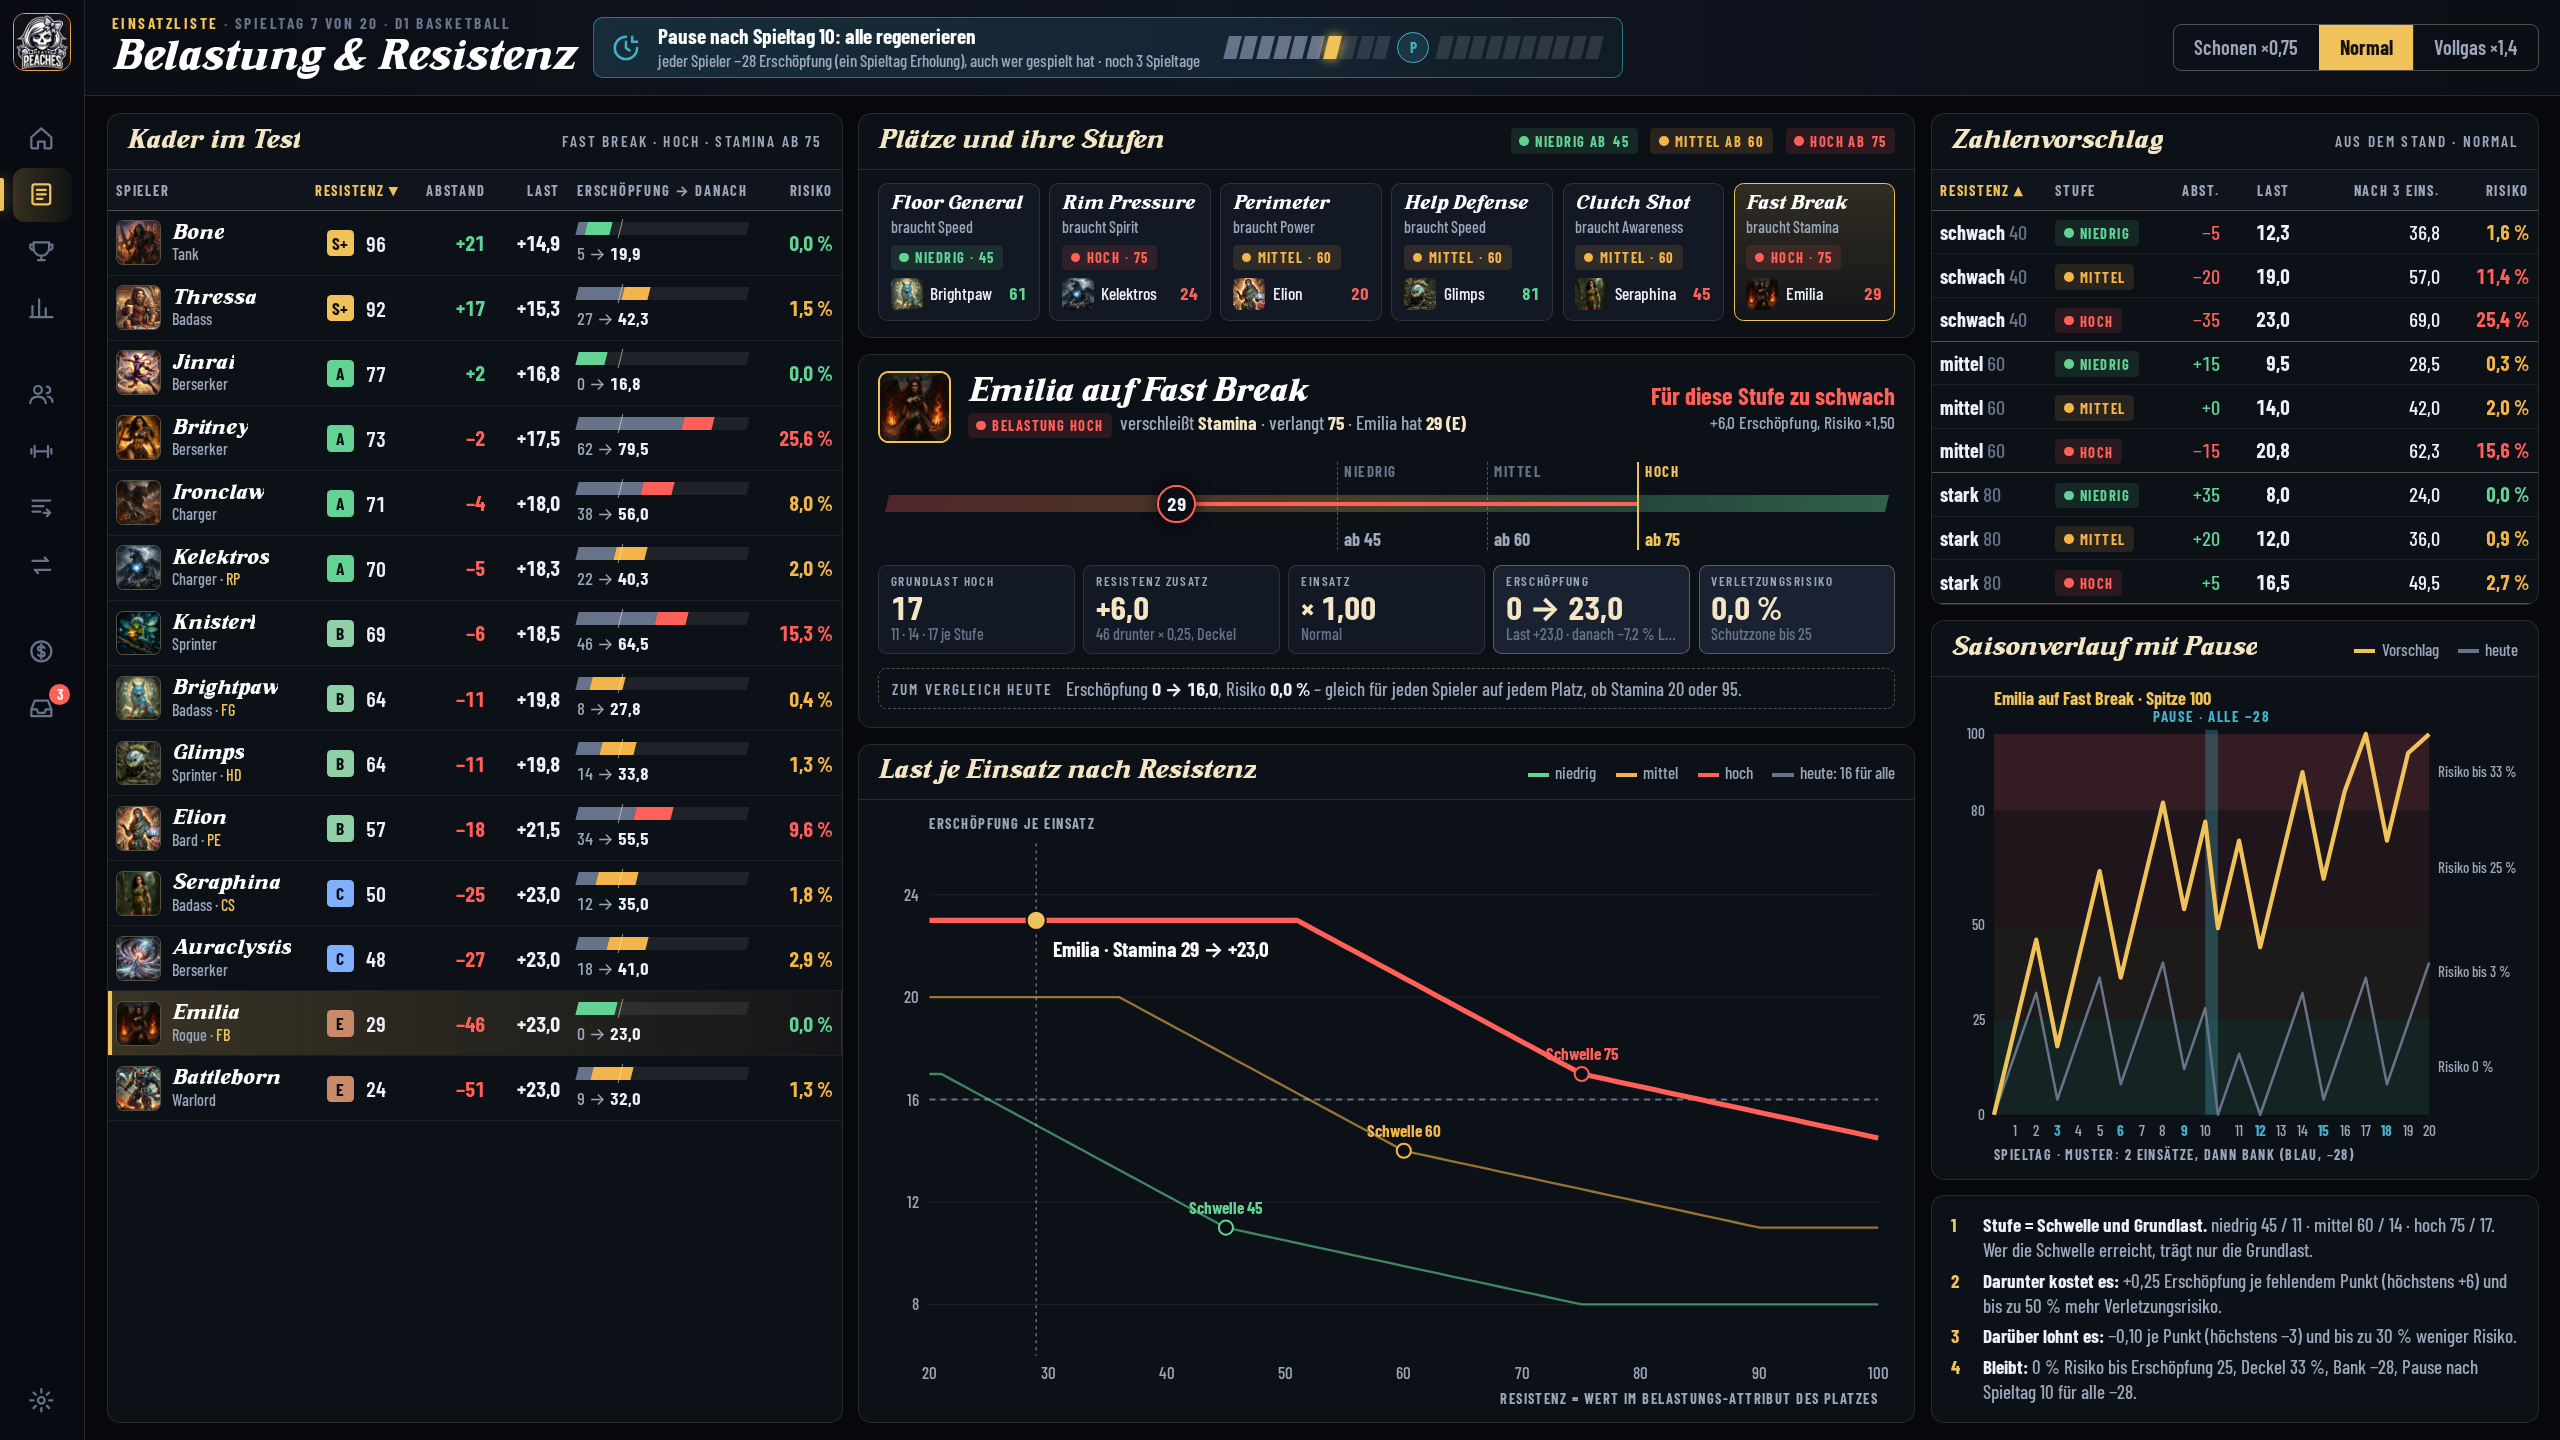 PEACHES
EINSATZLISTE · SPIELTAG 7 VON 20 · D1 BASKETBALL
Belastung & Resistenz
Pause nach Spieltag 10: alle regenerieren
jeder Spieler −28 Erschöpfung (ein Spieltag Erholung), auch wer gespielt hat · noch 3 Spieltage
P
Schonen ×0,75
Normal
Vollgas ×1,4
3
Kader im Test
FAST BREAK · HOCH · STAMINA AB 75
SPIELER RESISTENZ ▼ ABSTAND LAST ERSCHÖPFUNG → DANACH RISIKO
Bone S+ 96 +21 +14,9 0,0 %
Tank 5 → 19,9
Thressa S+ 92 +17 +15,3 1,5 %
Badass 27 → 42,3
Jinrai A 77 +2 +16,8 0,0 %
Berserker 0 → 16,8
Britney A 73 −2 +17,5 25,6 %
Berserker 62 → 79,5
Ironclaw A 71 −4 +18,0 8,0 %
Charger 38 → 56,0
Kelektros A 70 −5 +18,3 2,0 %
Charger · RP 22 → 40,3
Knisterl B 69 −6 +18,5 15,3 %
Sprinter 46 → 64,5
Brightpaw B 64 −11 +19,8 0,4 %
Badass · FG 8 → 27,8
Glimps B 64 −11 +19,8 1,3 %
Sprinter · HD 14 → 33,8
Elion B 57 −18 +21,5 9,6 %
Bard · PE 34 → 55,5
Seraphina C 50 −25 +23,0 1,8 %
Badass · CS 12 → 35,0
Auraclystis C 48 −27 +23,0 2,9 %
Berserker 18 → 41,0
Emilia E 29 −46 +23,0 0,0 %
Rogue · FB 0 → 23,0
Battleborn E 24 −51 +23,0 1,3 %
Warlord 9 → 32,0
Plätze und ihre Stufen
NIEDRIG AB 45 MITTEL AB 60 HOCH AB 75
Floor General
braucht Speed
NIEDRIG · 45
Brightpaw 61
Rim Pressure
braucht Spirit
HOCH · 75
Kelektros 24
Perimeter
braucht Power
MITTEL · 60
Elion 20
Help Defense
braucht Speed
MITTEL · 60
Glimps 81
Clutch Shot
braucht Awareness
MITTEL · 60
Seraphina 45
Fast Break
braucht Stamina
HOCH · 75
Emilia 29
Emilia auf Fast Break
BELASTUNG HOCH verschleißt Stamina · verlangt 75 · Emilia hat 29 (E)
Für diese Stufe zu schwach
+6,0 Erschöpfung, Risiko ×1,50
NIEDRIG MITTEL HOCH
29
ab 45 ab 60 ab 75
GRUNDLAST HOCH
17
11 · 14 · 17 je Stufe
RESISTENZ ZUSATZ
+6,0
46 drunter × 0,25, Deckel
EINSATZ
× 1,00
Normal
ERSCHÖPFUNG
0 → 23,0
Last +23,0 · danach −7,2 % L...
VERLETZUNGSRISIKO
0,0 %
Schutzzone bis 25
ZUM VERGLEICH HEUTE Erschöpfung 0 → 16,0, Risiko 0,0 % – gleich für jeden Spieler auf jedem Platz, ob Stamina 20 oder 95.
Last je Einsatz nach Resistenz
niedrig mittel hoch heute: 16 für alle
ERSCHÖPFUNG JE EINSATZ
24
Emilia · Stamina 29 → +23,0
20
Schwelle 75
16
Schwelle 60
Schwelle 45
12
8
20 30 40 50 60 70 80 90 100
RESISTENZ = WERT IM BELASTUNGS-ATTRIBUT DES PLATZES
Zahlenvorschlag
AUS DEM STAND · NORMAL
RESISTENZ ▲ STUFE ABST. LAST NACH 3 EINS. RISIKO
schwach 40 NIEDRIG −5 12,3 36,8 1,6 %
schwach 40 MITTEL −20 19,0 57,0 11,4 %
schwach 40 HOCH −35 23,0 69,0 25,4 %
mittel 60 NIEDRIG +15 9,5 28,5 0,3 %
mittel 60 MITTEL +0 14,0 42,0 2,0 %
mittel 60 HOCH −15 20,8 62,3 15,6 %
stark 80 NIEDRIG +35 8,0 24,0 0,0 %
stark 80 MITTEL +20 12,0 36,0 0,9 %
stark 80 HOCH +5 16,5 49,5 2,7 %
Saisonverlauf mit Pause
Vorschlag heute
Emilia auf Fast Break · Spitze 100
PAUSE · ALLE −28
100
Risiko bis 33 %
80
Risiko bis 25 %
50
Risiko bis 3 %
25
Risiko 0 %
0
1 2 3 4 5 6 7 8 9 10 11 12 13 14 15 16 17 18 19 20
SPIELTAG · MUSTER: 2 EINSÄTZE, DANN BANK (BLAU, −28)
1 Stufe = Schwelle und Grundlast. niedrig 45 / 11 · mittel 60 / 14 · hoch 75 / 17.
Wer die Schwelle erreicht, trägt nur die Grundlast.
2 Darunter kostet es: +0,25 Erschöpfung je fehlendem Punkt (höchstens +6) und
bis zu 50 % mehr Verletzungsrisiko.
3 Darüber lohnt es: −0,10 je Punkt (höchstens −3) und bis zu 30 % weniger Risiko.
4 Bleibt: 0 % Risiko bis Erschöpfung 25, Deckel 33 %, Bank −28, Pause nach
Spieltag 10 für alle −28.